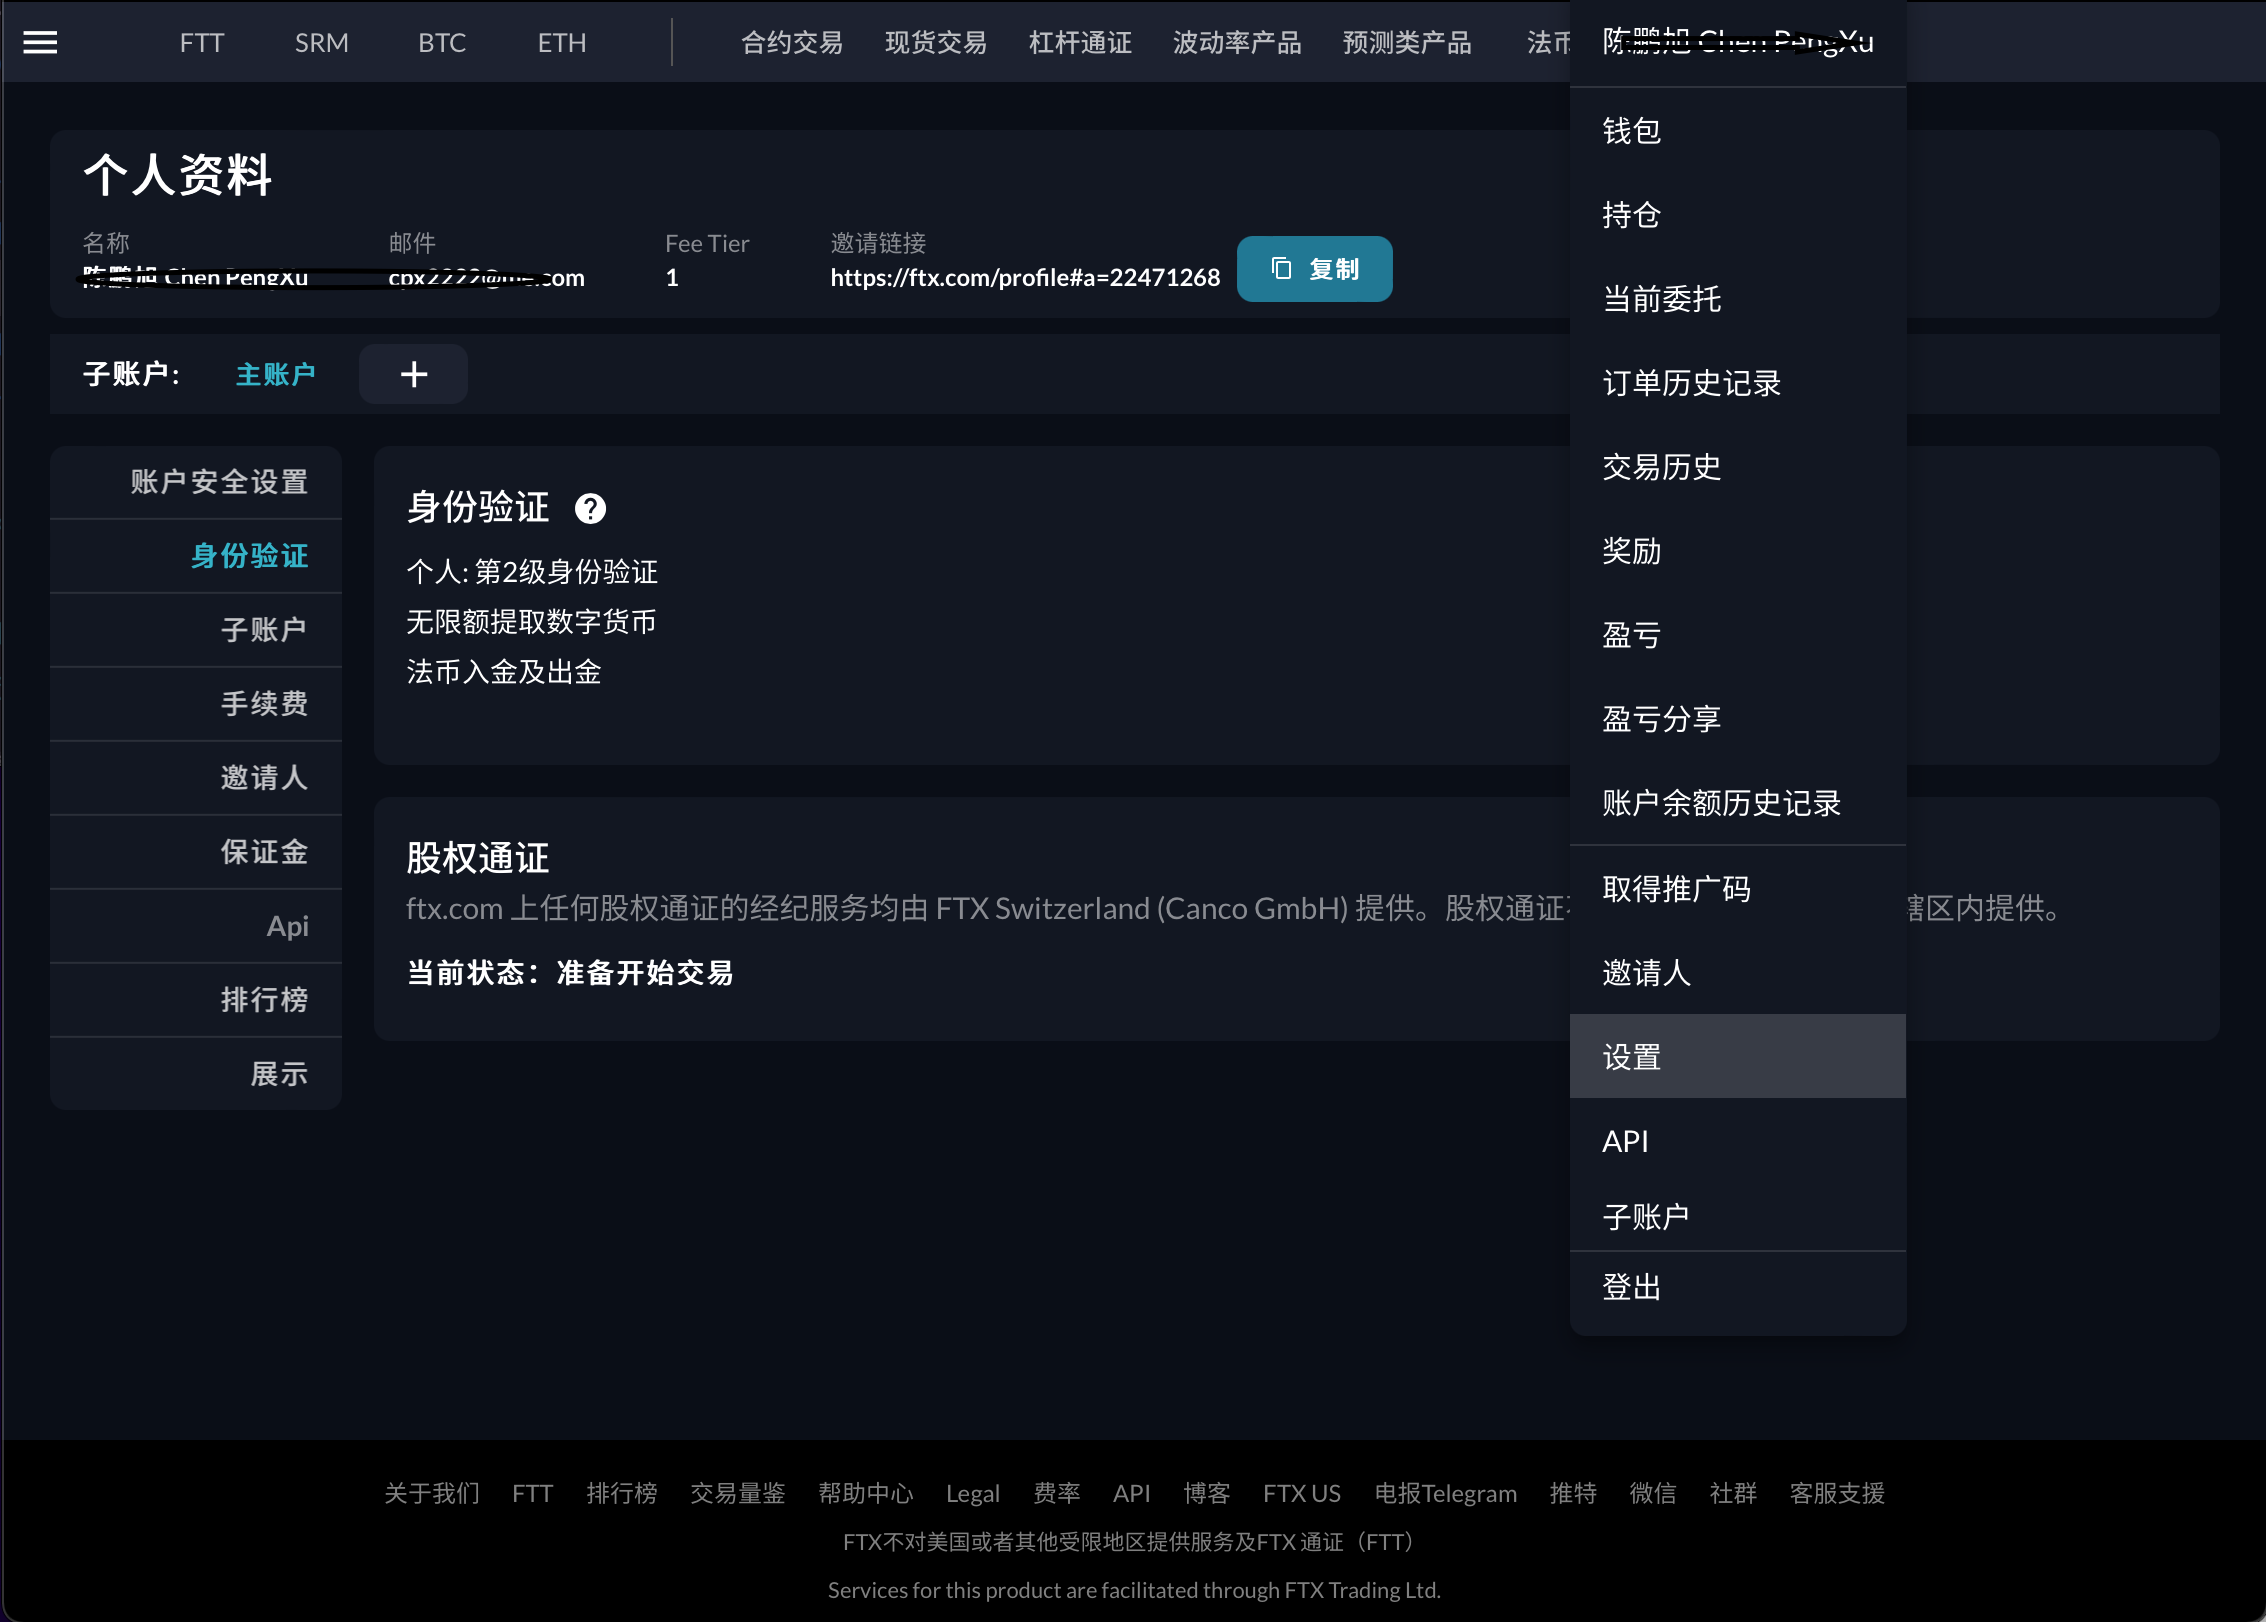 FTT SRM BTC ETH 合约交易 现货交易 杠杆通证 波动率产品 预测类产品 法币
个人资料
名称 邮件 Fee Tier 邀请链接
1 https://ftx.com/profile#a=22471268 复制
子账户: 主账户 +
账户安全设置
身份验证
子账户
手续费
邀请人
保证金
Api
排行榜
展示
身份验证 ?
个人: 第2级身份验证
无限额提取数字货币
法币入金及出金
股权通证
ftx.com 上任何股权通证的经纪服务均由 FTX Switzerland (Canco GmbH) 提供。股权通证 辖区内提供。
当前状态：准备开始交易
钱包
持仓
当前委托
订单历史记录
交易历史
奖励
盈亏
盈亏分享
账户余额历史记录
取得推广码
邀请人
设置
API
子账户
登出
关于我们 FTT 排行榜 交易量鉴 帮助中心 Legal 费率 API 博客 FTX US 电报Telegram 推特 微信 社群 客服支援
FTX不对美国或者其他受限地区提供服务及FTX 通证（FTT）
Services for this product are facilitated through FTX Trading Ltd.